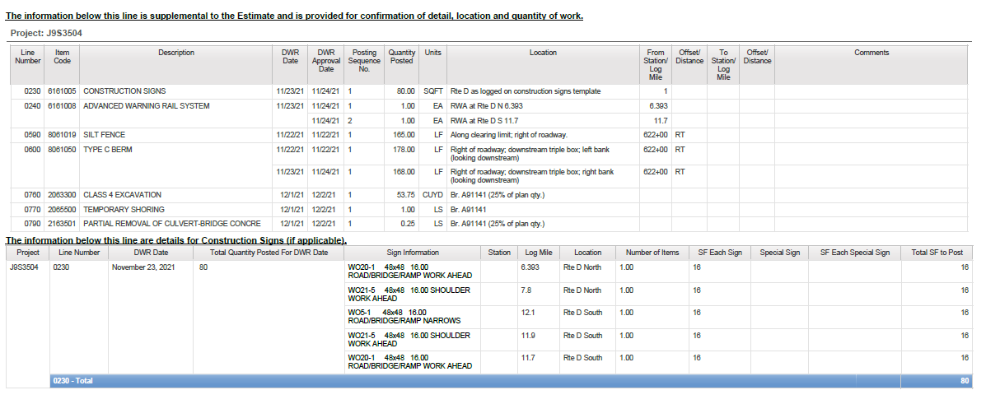 The information below this line is supplemental to the Estimate and is provided for confirmation of detail, location and quantity of work.
Project: J9S3504
Line Number Item Code Description DWR Date DWR Approval Date Posting Sequence No. Quantity Posted Units Location From Station/ Log Mile Offset/ Distance To Station/ Log Mile Offset/ Distance Comments
0230 6161005 CONSTRUCTION SIGNS 11/23/21 11/24/21 1 80.00 SQFT Rte D as logged on construction signs template 1
0240 6161008 ADVANCED WARNING RAIL SYSTEM 11/23/21 11/24/21 1 1.00 EA RWA at Rte D N 6.393 6.393
11/24/21 2 1.00 EA RWA at Rte D S 11.7 11.7
0590 8061019 SILT FENCE 11/22/21 11/22/21 1 165.00 LF Along clearing limit; right of roadway. 622+00 RT
0600 8061050 TYPE C BERM 11/22/21 11/22/21 1 178.00 LF Right of roadway; downstream triple box; left bank 622+00 RT
(looking downstream)
11/23/21 11/24/21 1 168.00 LF Right of roadway; downstream triple box; right bank 622+00 RT
(looking downstream)
0760 2063300 CLASS 4 EXCAVATION 12/1/21 12/2/21 1 53.75 CUYD Br. A91141 (25% of plan qty.)
0770 2065500 TEMPORARY SHORING 12/1/21 12/2/21 1 1.00 LS Br. A91141
0790 2163501 PARTIAL REMOVAL OF CULVERT-BRIDGE CONCRE 12/1/21 12/2/21 1 0.25 LS Br. A91141 (25% of plan qty.)
The information below this line are details for Construction Signs (if applicable).
Project Line Number DWR Date Total Quantity Posted For DWR Date Sign Information Station Log Mile Location Number of Items SF Each Sign Special Sign SF Each Special Sign Total SF to Post
J9S3504 0230 November 23, 2021 80 WO20-1 48x48 16.00 6.393 Rte D North 1.00 16 16
ROAD/BRIDGE/RAMP WORK AHEAD
WO21-5 48x48 16.00 SHOULDER 7.8 Rte D North 1.00 16 16
WORK AHEAD
WO5-1 48x48 16.00 12.1 Rte D South 1.00 16 16
ROAD/BRIDGE/RAMP NARROWS
WO21-5 48x48 16.00 SHOULDER 11.9 Rte D South 1.00 16 16
WORK AHEAD
WO20-1 48x48 16.00 11.7 Rte D South 1.00 16 16
ROAD/BRIDGE/RAMP WORK AHEAD
0230 - Total 80